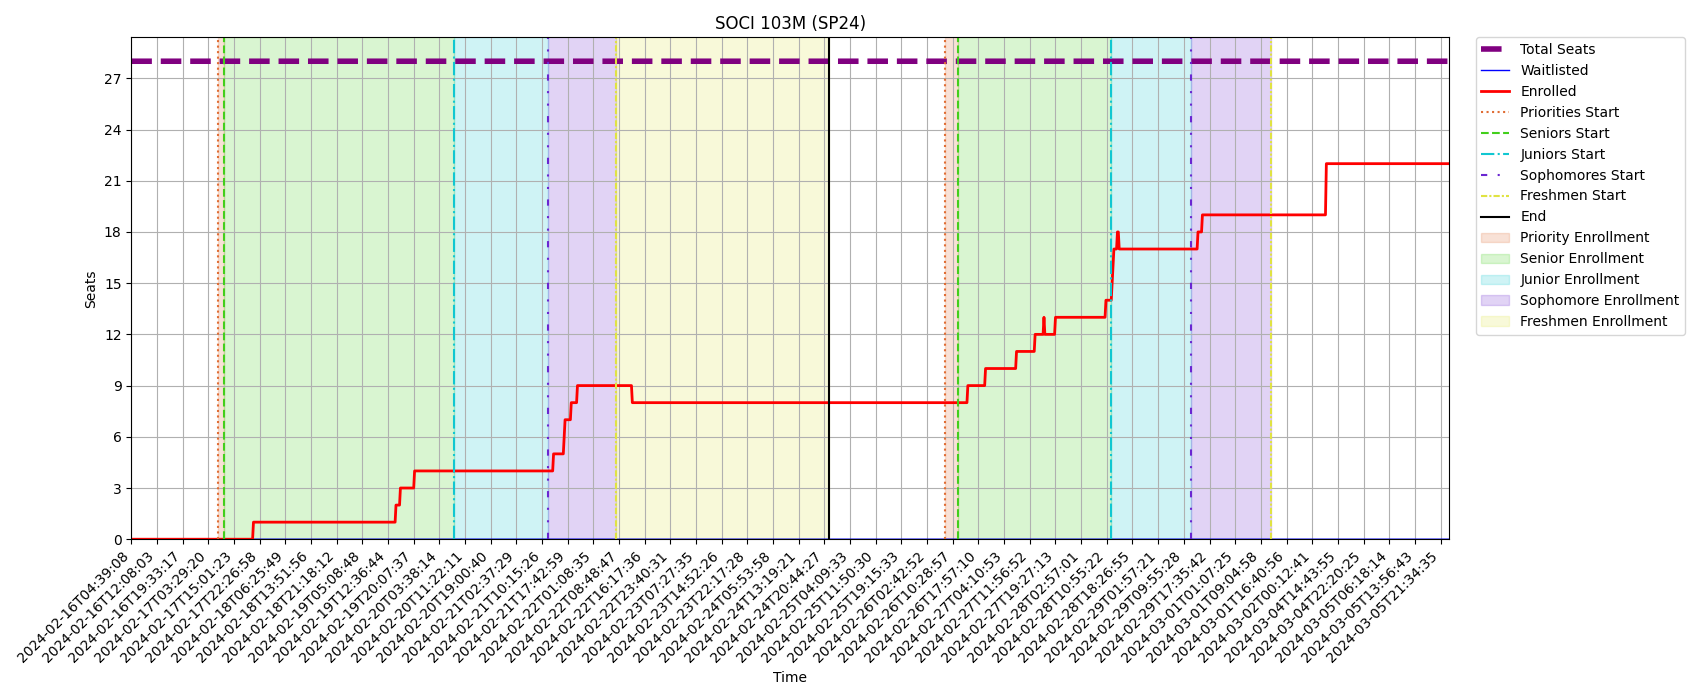 SOCI 103M (SP24)
Seats
27
24
21
18
15
12
9
6
3
0
2024-02-16T04:39:08
2024-02-16T12:08:03
2024-02-16T19:33:17
2024-02-17T03:29:20
2024-02-17T15:01:23
2024-02-17T22:26:58
2024-02-18T06:25:49
2024-02-18T13:51:56
2024-02-18T21:18:12
2024-02-19T05:08:48
2024-02-19T12:36:44
2024-02-19T20:07:37
2024-02-20T03:38:14
2024-02-20T11:22:11
2024-02-20T19:00:40
2024-02-21T02:37:29
2024-02-21T10:15:26
2024-02-21T17:42:59
2024-02-22T01:08:35
2024-02-22T08:48:47
2024-02-22T16:17:36
2024-02-22T23:40:31
2024-02-23T07:27:35
2024-02-23T14:52:26
2024-02-23T22:17:28
2024-02-24T05:53:58
2024-02-24T13:19:21
2024-02-24T20:44:27
2024-02-25T04:09:33
2024-02-25T11:50:30
2024-02-25T19:15:33
2024-02-26T02:42:52
2024-02-26T10:28:57
2024-02-26T17:57:10
2024-02-27T04:10:53
2024-02-27T11:56:52
2024-02-27T19:27:13
2024-02-28T02:57:01
2024-02-28T10:55:22
2024-02-28T18:26:55
2024-02-29T01:57:21
2024-02-29T09:55:28
2024-02-29T17:35:42
2024-03-01T01:07:25
2024-03-01T09:04:58
2024-03-01T16:40:56
2024-03-04T00:12:41
2024-03-04T14:43:55
2024-03-04T22:20:25
2024-03-05T06:18:14
2024-03-05T13:56:43
2024-03-05T21:34:35
Time
Total Seats
Waitlisted
Enrolled
Priorities Start
Seniors Start
Juniors Start
Sophomores Start
Freshmen Start
End
Priority Enrollment
Senior Enrollment
Junior Enrollment
Sophomore Enrollment
Freshmen Enrollment